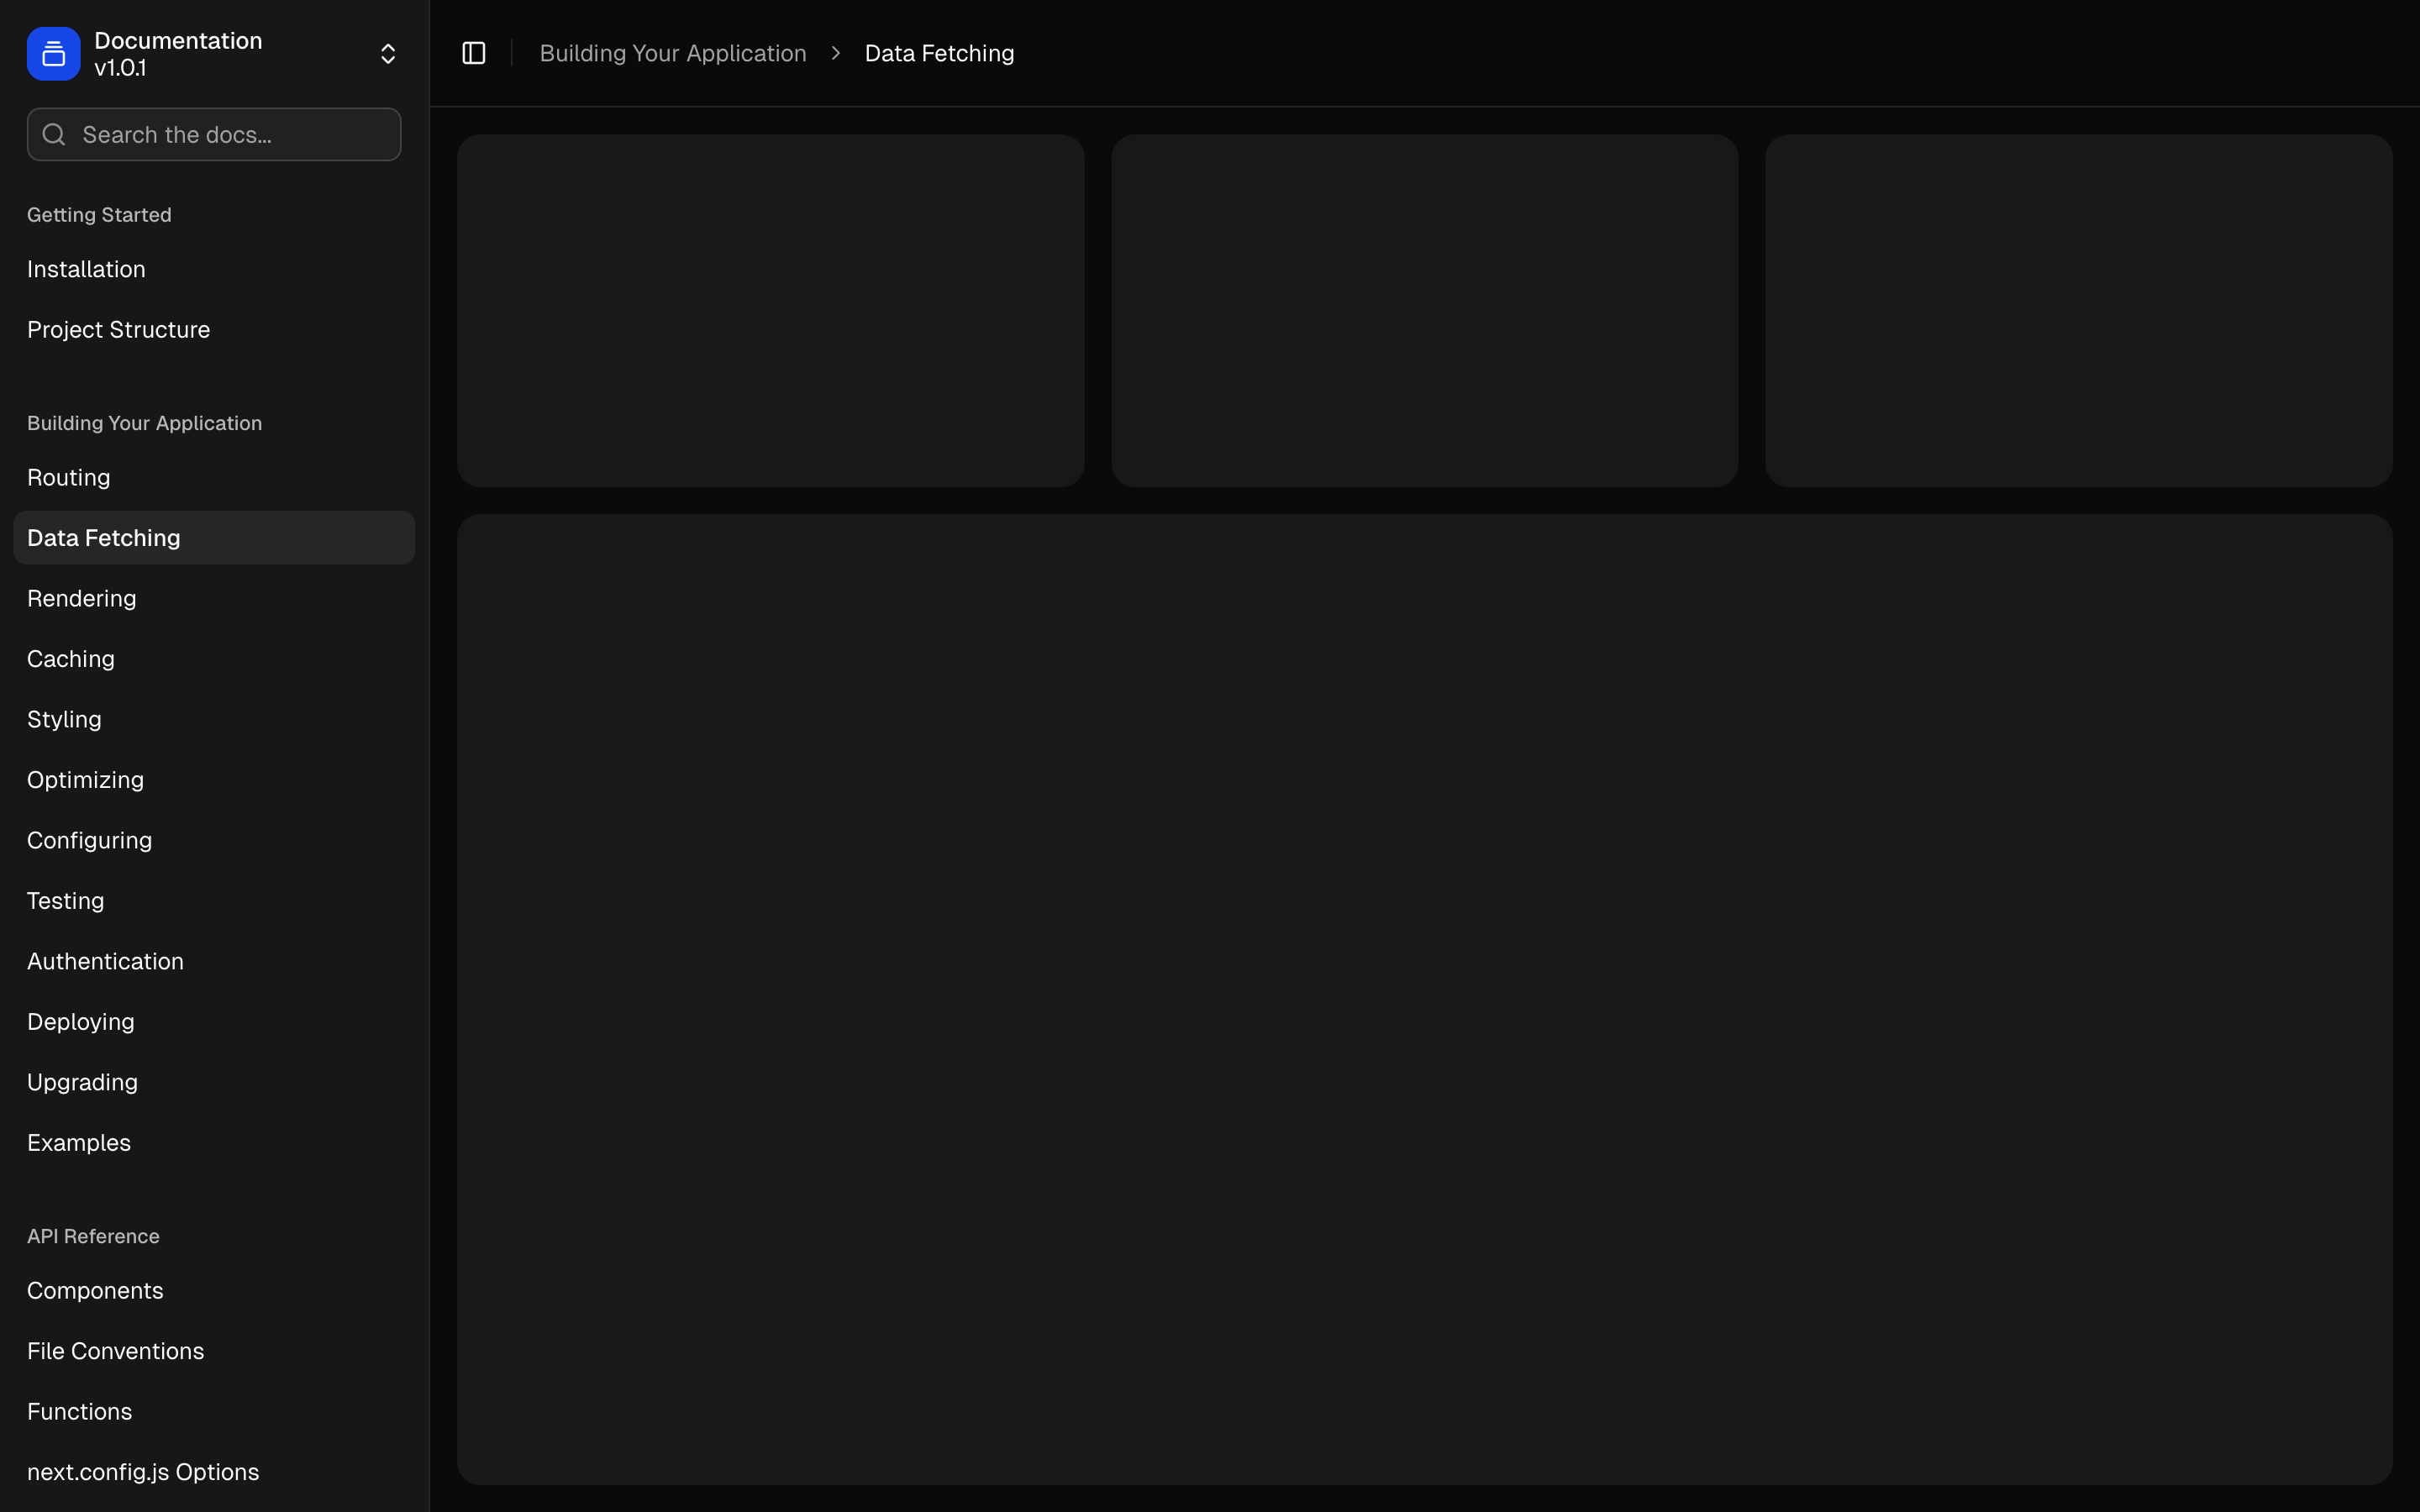 Documentation
v1.0.1
Search the docs...
Getting Started
Installation
Project Structure
Building Your Application
Routing
Data Fetching
Rendering
Caching
Styling
Optimizing
Configuring
Testing
Authentication
Deploying
Upgrading
Examples
API Reference
Components
File Conventions
Functions
next.config.js Options
Building Your Application
Data Fetching